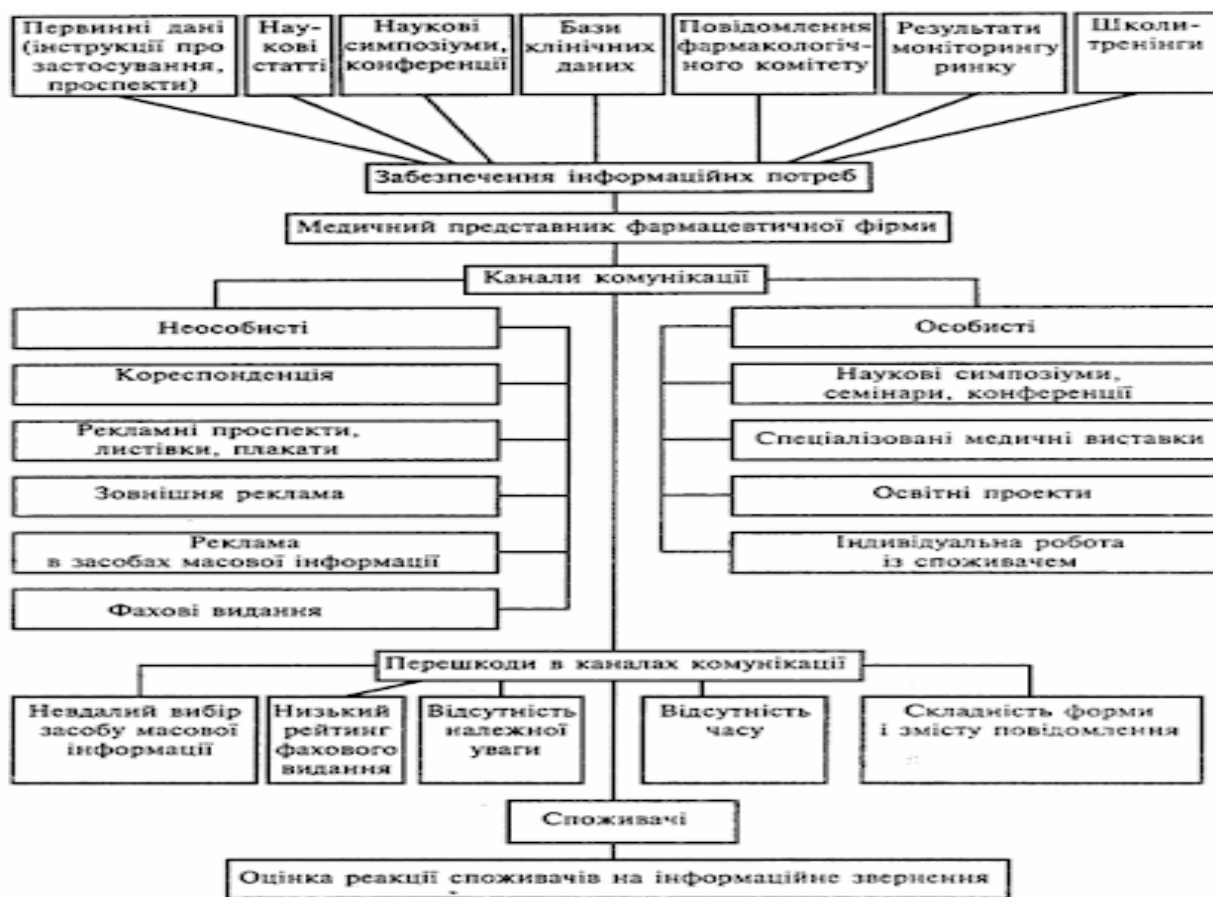 Первинні дані
(інструкції про
застосування,
проспекти)
Нау-
кові
статті
Наукові
симпозіуми,
конференції
Бази
клінічних
даних
Повідомлення
фармакологіч-
ного комітету
Результати
моніторингу
ринку
Школи-
тренінги
Забезпечення інформаційних потреб
Медичний представник фармацевтичної фірми
Канали комунікації
Неособисті
Кореспонденція
Рекламні проспекти,
листівки, плакати
Зовнішня реклама
Реклама
в засобах масової інформації
Фахові видання
Особисті
Наукові симпозіуми,
семінари, конференції
Спеціалізовані медичні виставки
Освітні проекти
Індивідуальна робота
із споживачем
Перешкоди в каналах комунікації
Невдалий вибір
засобу масової
інформації
Низький
рейтинг
фахового
видання
Відсутність
належної
уваги
Відсутність
часу
Складність форми
і змісту повідомлення
Споживачі
Оцінка реакції споживачів на інформаційне звернення